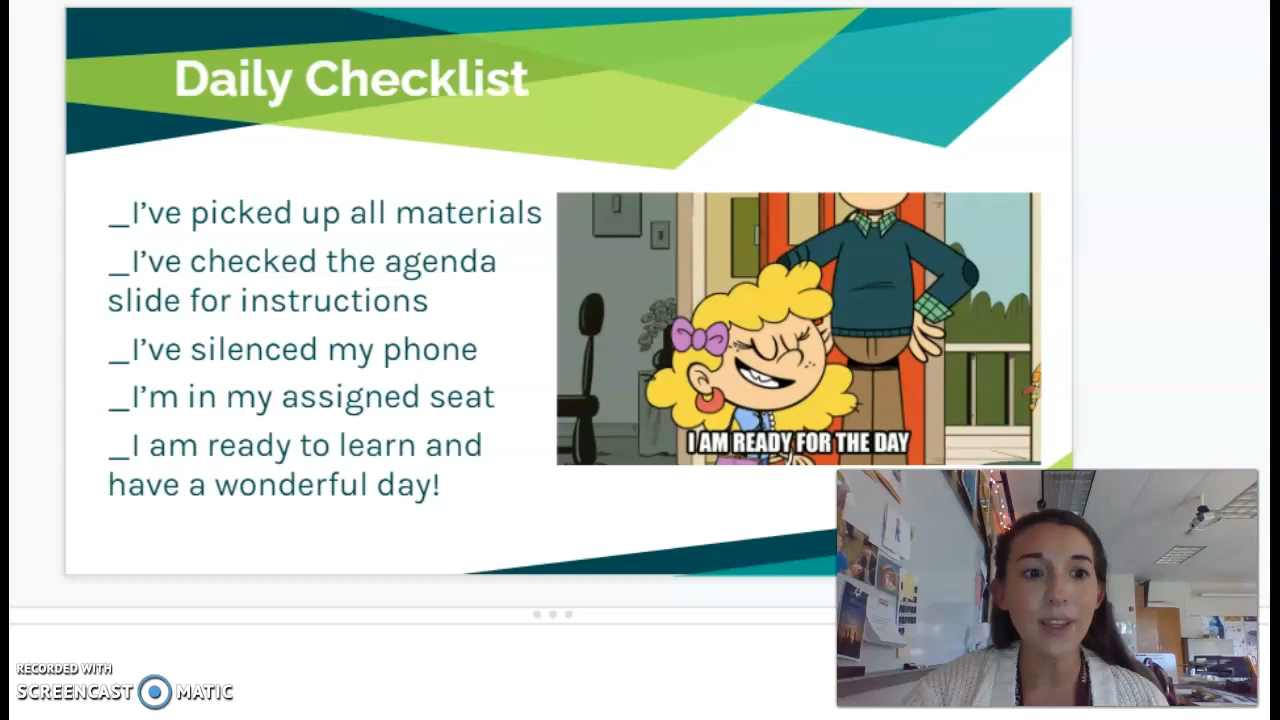 Daily Checklist
_I've picked up all materials
_I've checked the agenda
slide for instructions
_I've silenced my phone
_I'm in my assigned seat
_I am ready to learn and
have a wonderful day!
I AM READY FOR THE DAY
RECORDED WITH
SCREENCAST MATIC